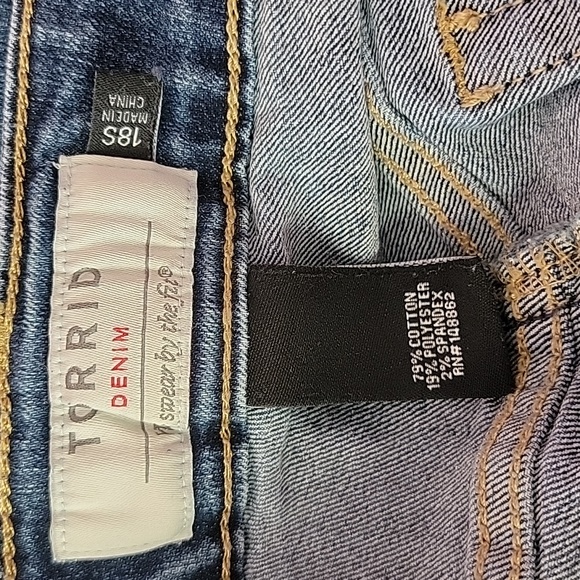 18S
MADE IN
CHINA
TORRID
DENIM
I swear by the fit®
79% COTTON
19% POLYESTER
2% SPANDEX
RN# 108862